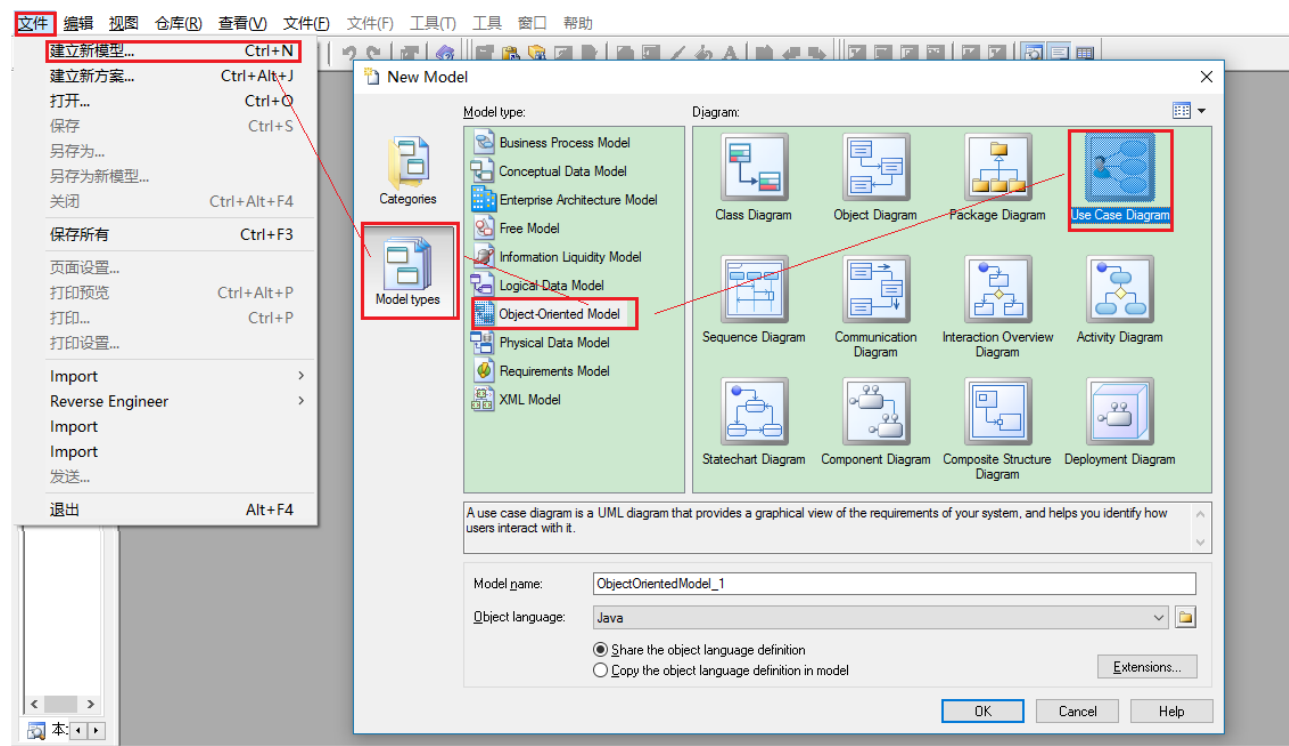 文件 编辑 视图 仓库(R) 查看(V) 文件(F) 文件(F) 工具(T) 工具 窗口 帮助
建立新模型... Ctrl+N
建立新方案... Ctrl+Alt+J
打开... Ctrl+O
保存 Ctrl+S
另存为...
另存为新模型...
关闭 Ctrl+Alt+F4
保存所有 Ctrl+F3
页面设置...
打印预览 Ctrl+Alt+P
打印... Ctrl+P
打印设置...
Import
Reverse Engineer
Import
Import
发送...
退出 Alt+F4
本:
New Model
Categories
Model types
Model type:
Business Process Model
Conceptual Data Model
Enterprise Architecture Model
Free Model
Information Liquidity Model
Logical Data Model
Object-Oriented Model
Physical Data Model
Requirements Model
XML Model
Diagram:
Class Diagram Object Diagram Package Diagram Use Case Diagram
Sequence Diagram Communication Diagram Interaction Overview Diagram Activity Diagram
Statechart Diagram Component Diagram Composite Structure Diagram Deployment Diagram
A use case diagram is a UML diagram that provides a graphical view of the requirements of your system, and helps you identify how
users interact with it.
Model name: ObjectOrientedModel_1
Object language: Java
Share the object language definition
Copy the object language definition in model
Extensions...
OK Cancel Help